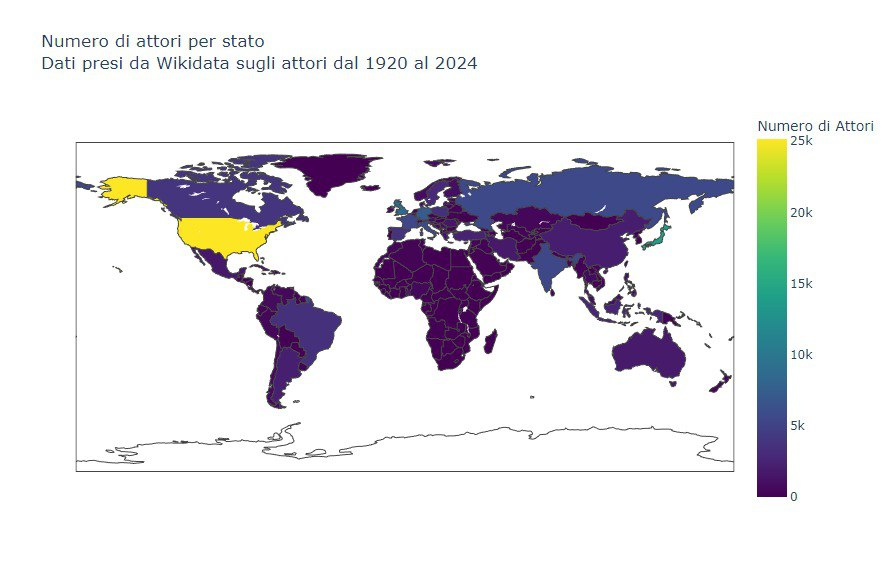 Numero di attori per stato
Dati presi da Wikidata sugli attori dal 1920 al 2024
Numero di Attori
25k
20k
15k
10k
5k
0